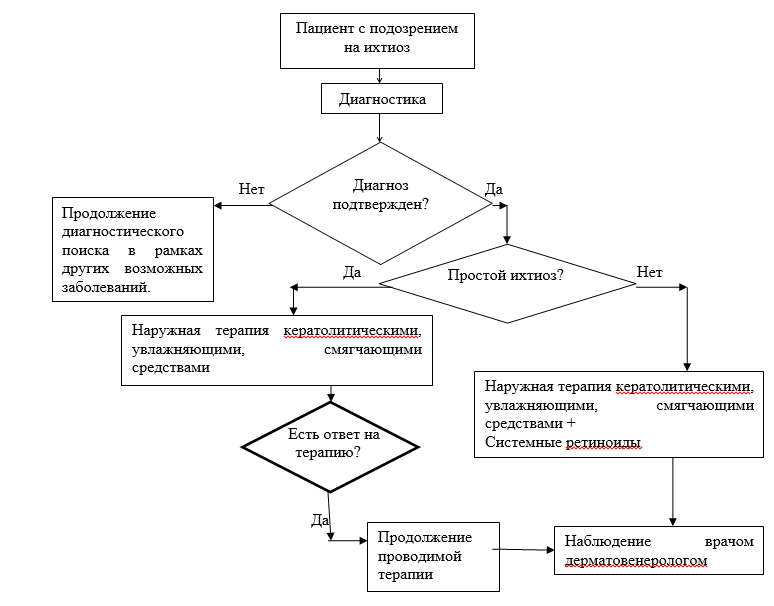 Пациент с подозрением
на ихтиоз
Диагностика
Диагноз
подтвержден?
Нет
Да
Продолжение
диагностического
поиска в рамках
других возможных
заболеваний.
Простой ихтиоз?
Да
Нет
Наружная терапия кератолитическими,
увлажняющими, смягчающими
средствами
Наружная терапия кератолитическими,
увлажняющими, смягчающими
средствами +
Системные ретиноиды
Есть ответ на
терапию?
Да
Продолжение
проводимой
терапии
Наблюдение врачом
дерматовенерологом